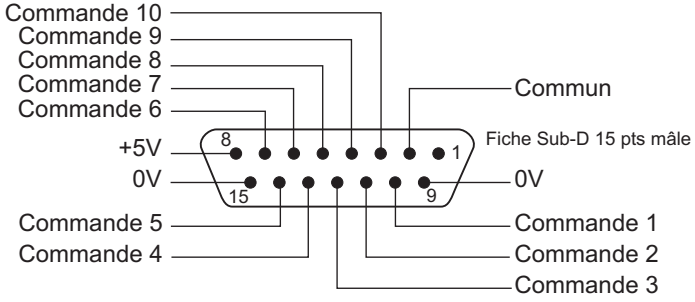 Commande 10
Commande 9
Commande 8
Commande 7
Commande 6
Commun
+5V
8
1
Fiche Sub-D 15 pts mâle
0V
15
9
0V
Commande 5
Commande 1
Commande 4
Commande 2
Commande 3